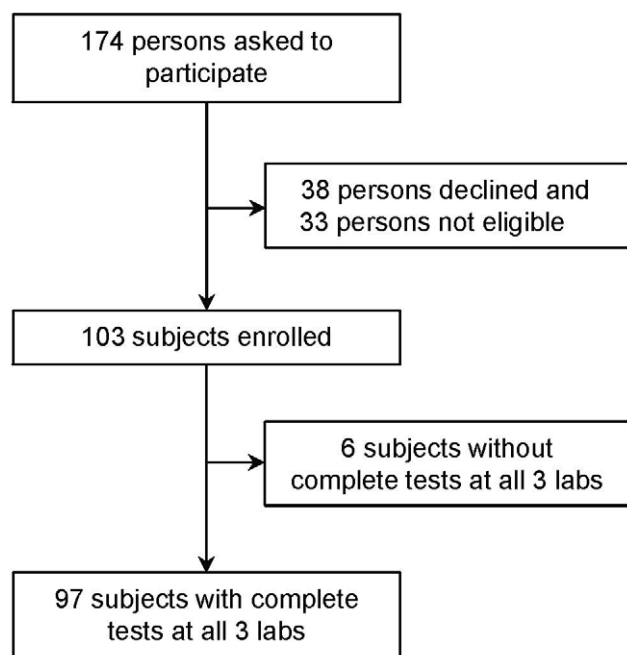 174 persons asked to
participate
38 persons declined and
33 persons not eligible
103 subjects enrolled
6 subjects without
complete tests at all 3 labs
97 subjects with complete
tests at all 3 labs